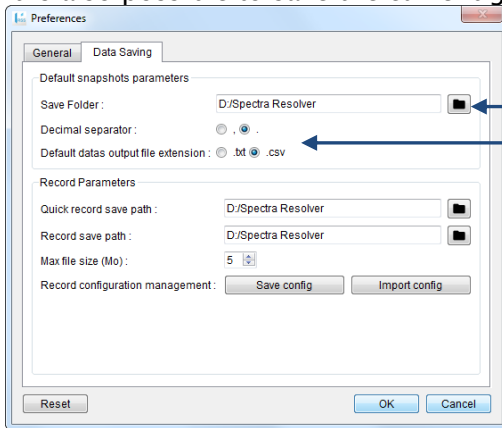 Preferences
General Data Saving
Default snapshots parameters
Save Folder : D:/Spectra Resolver
Decimal separator : , .
Default datas output file extension : .txt .csv
Record Parameters
Quick record save path : D:/Spectra Resolver
Record save path : D:/Spectra Resolver
Max file size (Mo) : 5
Record configuration management : Save config Import config
Reset OK Cancel